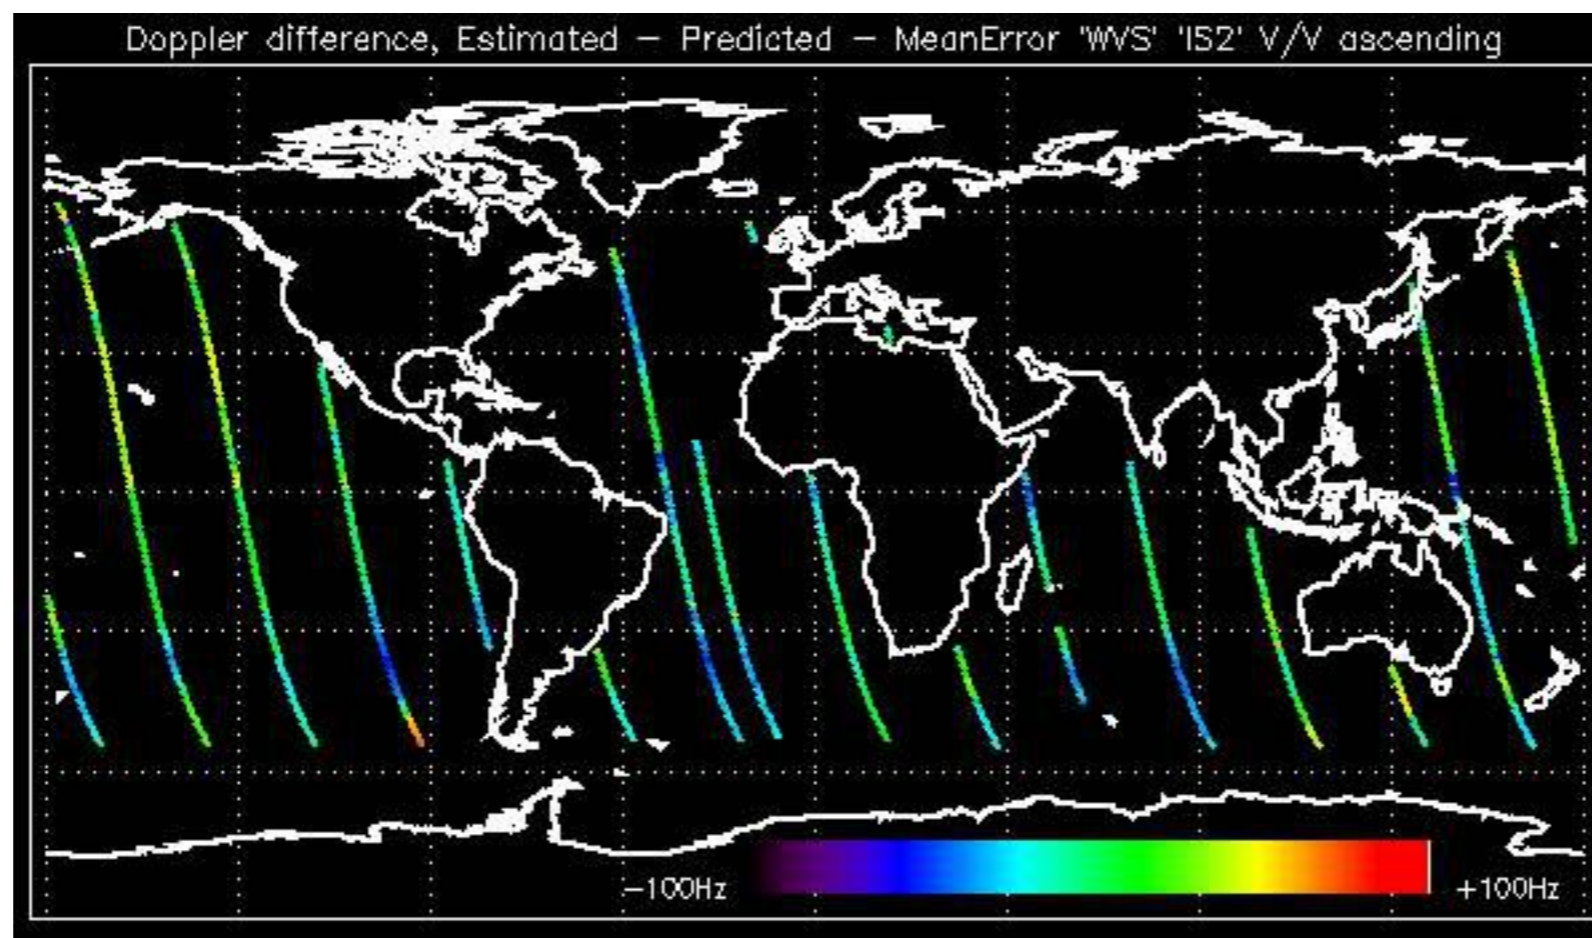 Doppler difference, Estimated – Predicted – MeanError 'WVS' 'IS2' V/V ascending
−100Hz
+100Hz